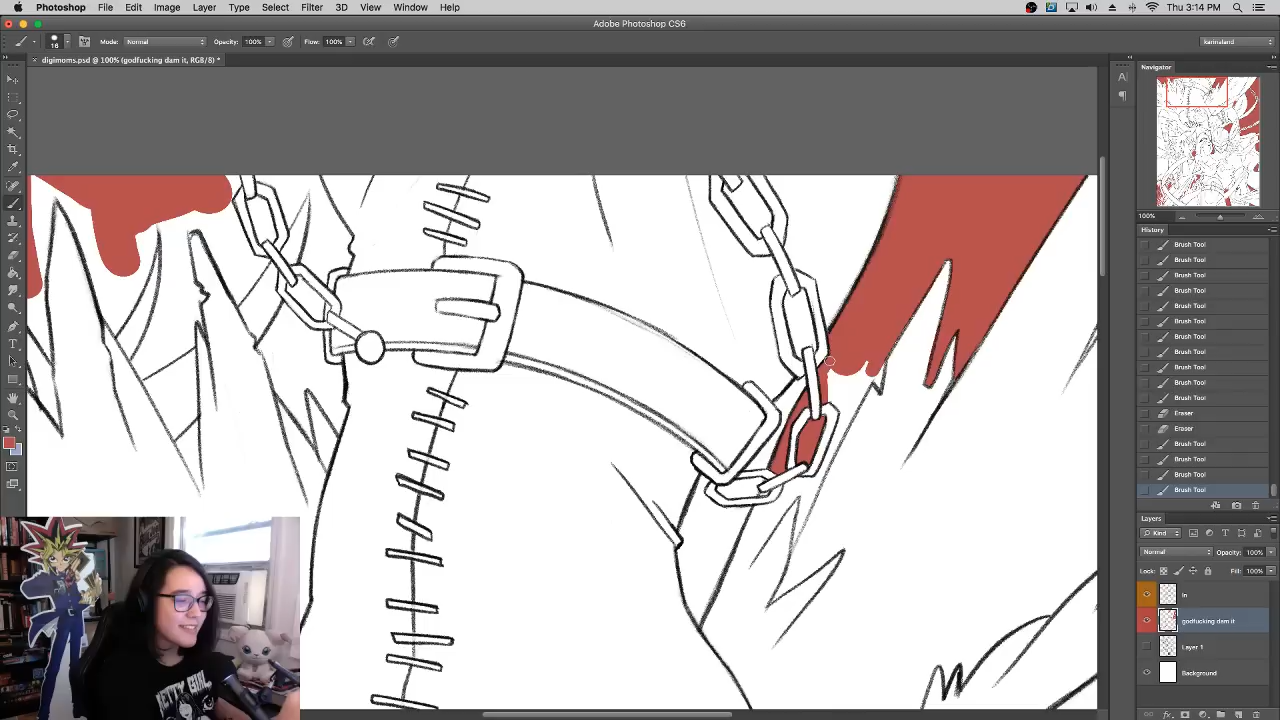 Photoshop File Edit Image Layer Type Select Filter 3D View Window Help Thu 3:14 PM
Adobe Photoshop CS6
16 Mode: Normal Opacity: 100% Flow: 100% karinaland
digimoms.psd @ 100% (godfucking dam it, RGB/8) *
Navigator
100%
History
Brush Tool
Brush Tool
Brush Tool
Brush Tool
Brush Tool
Brush Tool
Brush Tool
Brush Tool
Brush Tool
Brush Tool
Brush Tool
Eraser
Eraser
Brush Tool
Brush Tool
Brush Tool
Brush Tool
Layers
Kind
Normal Opacity: 100%
Lock: Fill: 100%
godfucking dam it
Layer 1
Background